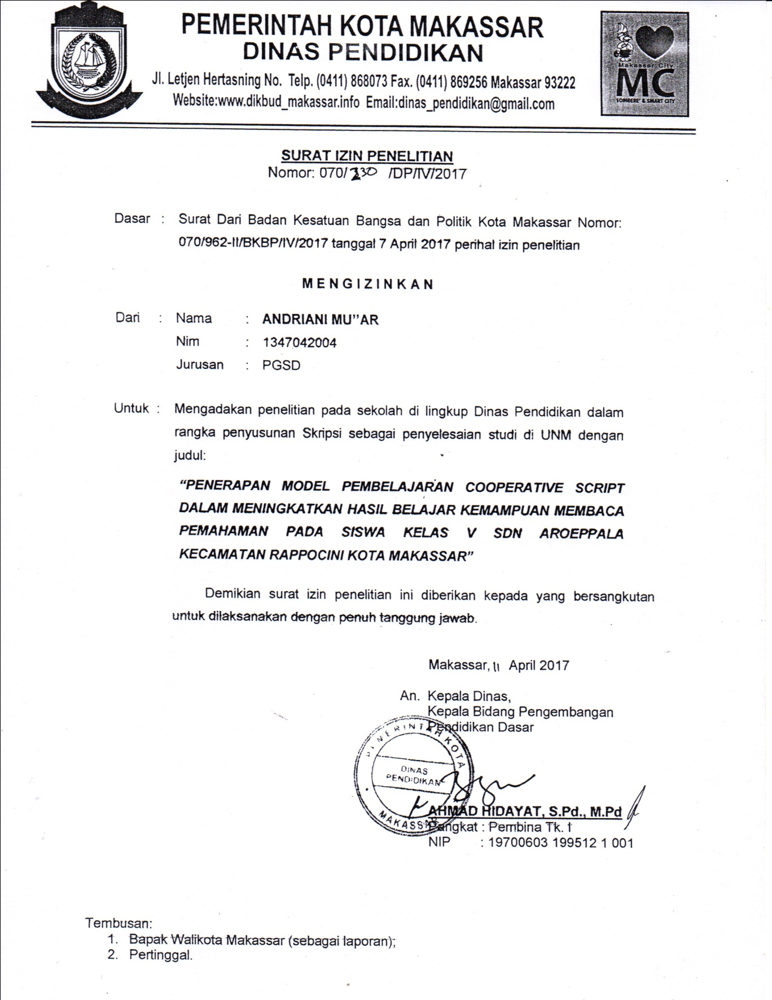 PEMERINTAH KOTA MAKASSAR
DINAS PENDIDIKAN
Jl. Letjen Hertasning No. Telp. (0411) 868073 Fax. (0411) 869256 Makassar 93222
Website:www.dikbud_makassar.info Email:dinas_pendidikan@gmail.com
KOTA MAKASSAR
Makassar City
MC
SOMBERE' & SMART CITY
SURAT IZIN PENELITIAN
Nomor: 070/ 230 /DP/IV/2017
Dasar : Surat Dari Badan Kesatuan Bangsa dan Politik Kota Makassar Nomor:
070/962-II/BKBP/IV/2017 tanggal 7 April 2017 perihal izin penelitian
M E N G I Z I N K A N
Dari : Nama : ANDRIANI MU”AR
Nim : 1347042004
Jurusan : PGSD
Untuk : Mengadakan penelitian pada sekolah di lingkup Dinas Pendidikan dalam
rangka penyusunan Skripsi sebagai penyelesaian studi di UNM dengan
judul:
“PENERAPAN MODEL PEMBELAJARAN COOPERATIVE SCRIPT
DALAM MENINGKATKAN HASIL BELAJAR KEMAMPUAN MEMBACA
PEMAHAMAN PADA SISWA KELAS V SDN AROEPPALA
KECAMATAN RAPPOCINI KOTA MAKASSAR”
Demikian surat izin penelitian ini diberikan kepada yang bersangkutan
untuk dilaksanakan dengan penuh tanggung jawab.
Makassar, 11 April 2017
An. Kepala Dinas,
Kepala Bidang Pengembangan
Pendidikan Dasar
PEMERINTAH KOTA
DINAS
PENDIDIKAN
MAKASSAR
AHMAD HIDAYAT, S.Pd., M.Pd
Pangkat : Pembina Tk. I
NIP : 19700603 199512 1 001
Tembusan:
1. Bapak Walikota Makassar (sebagai laporan);
2. Pertinggal.